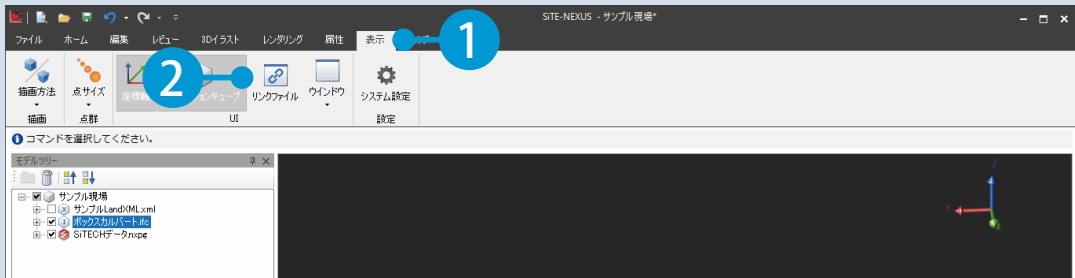 SiTE-NEXUS - サンプル現場*
ファイル ホーム 編集 レビュー 3Dイラスト レンダリング 属性 表示
1
2
描画方法 点サイズ 座標軸 ションキューブ リンクファイル ウインドウ システム設定
描画 点群 UI 設定
コマンドを選択してください。
モデルツリー
サンプル現場
サンプルLandXML.xml
ボックスカルバート.ifc
SiTECHデータ.nxpg
Z
Y
X